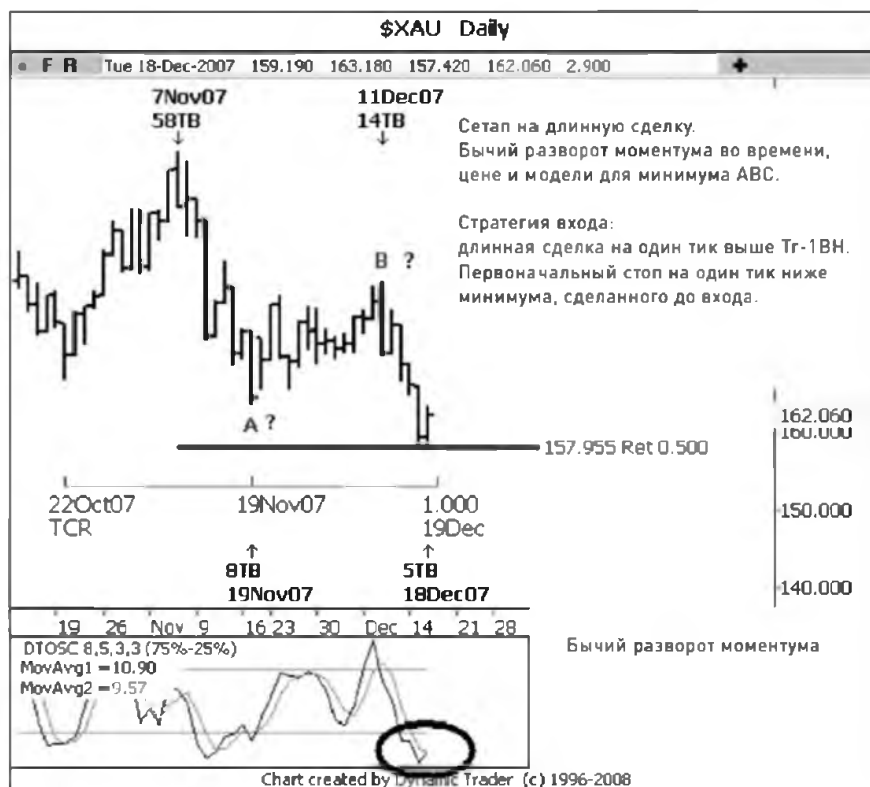 $XAU Daily
F R Tue 18-Dec-2007 159.190 163.180 157.420 162.060 2.900
7Nov07
58TB
11Dec07
14TB
Сетап на длинную сделку.
Бычий разворот моментума во времени,
цене и модели для минимума АВС.
Стратегия входа:
длинная сделка на один тик выше Tr-1BH.
Первоначальный стоп на один тик ниже
минимума, сделанного до входа.
B ?
A ?
162.060
160.000
157.955 Ret 0.500
22Oct07
TCR
19Nov07
1.000
19Dec
150.000
8TB
19Nov07
5TB
18Dec07
140.000
19 26 Nov 9 16 23 30 Dec 14 21 28
DTOSC 8,5,3,3 (75%-25%)
MovAvg1 =10.90
MovAvg2 =9.57
Бычий разворот моментума
Chart created by Dynamic Trader (c) 1996-2008